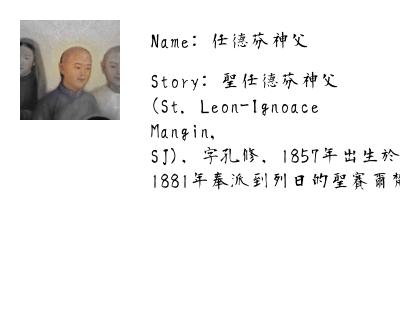 Name: 任德芬神父
Story: 聖任德芬神父
(St. Leon-Ignoace
Mangin,
SJ), 字孔修, 1857年出生於
1881年奉派到列日的聖賽爾